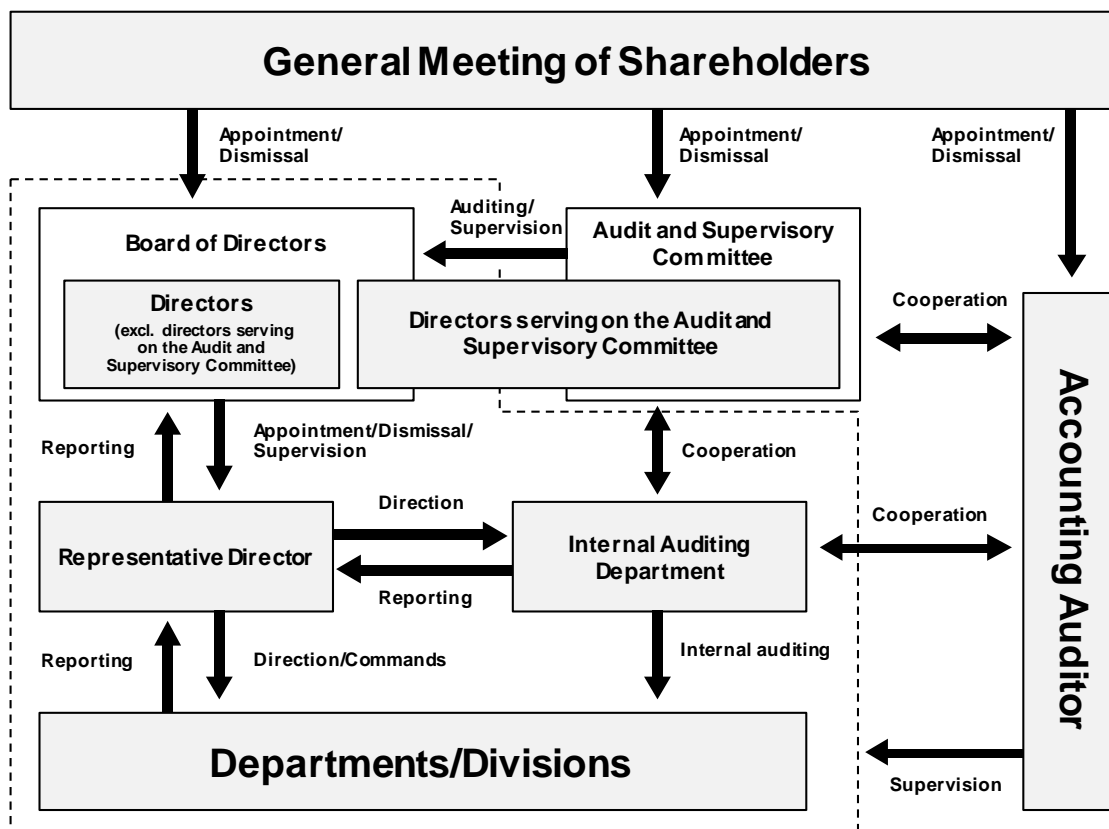 General Meeting of Shareholders
Appointment/
Dismissal
Appointment/
Dismissal
Appointment/
Dismissal
Board of Directors
Auditing/
Supervision
Audit and Supervisory
Committee
Directors
(excl. directors serving
on the Audit and
Supervisory Committee)
Directors serving on the Audit and
Supervisory Committee
Cooperation
Accounting Auditor
Reporting
Appointment/Dismissal/
Supervision
Cooperation
Representative Director
Direction
Reporting
Internal Auditing
Department
Cooperation
Reporting
Direction/Commands
Internal auditing
Departments/Divisions
Supervision